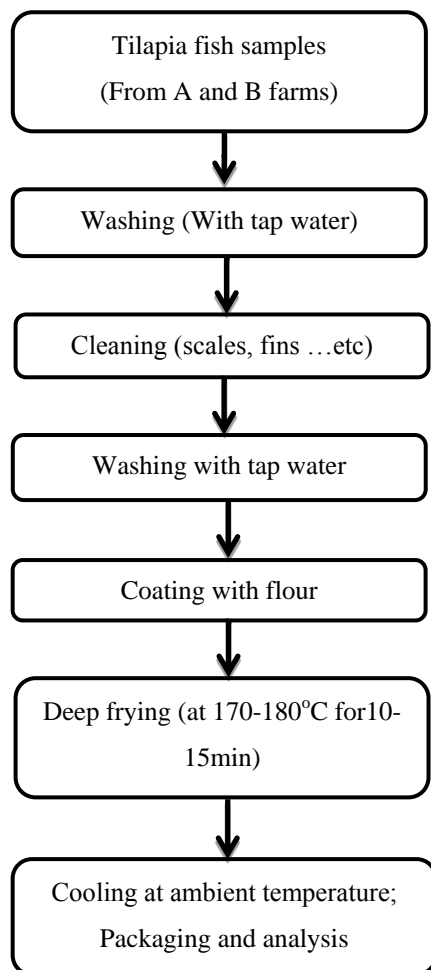 Tilapia fish samples
(From A and B farms)
Washing (With tap water)
Cleaning (scales, fins …etc)
Washing with tap water
Coating with flour
Deep frying (at 170-180°C for10-
15min)
Cooling at ambient temperature;
Packaging and analysis